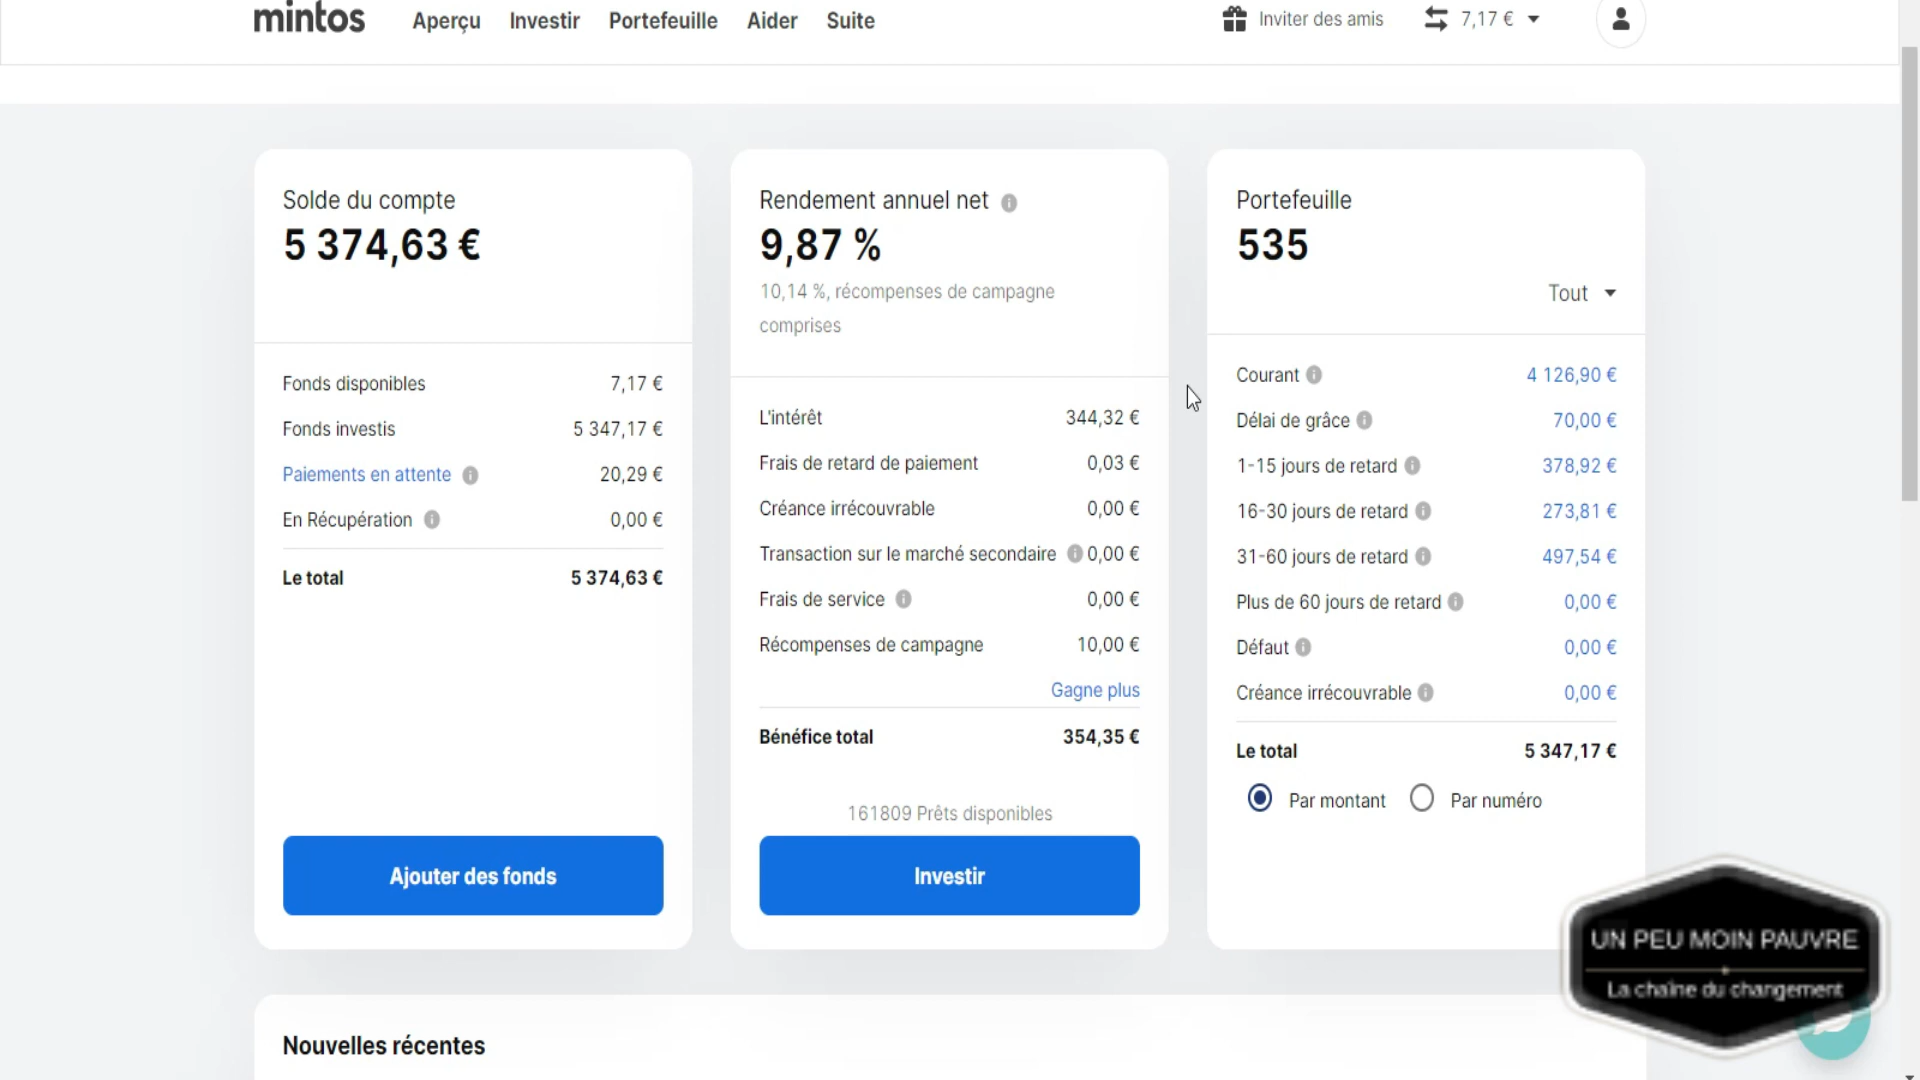 mintos Aperçu Investir Portefeuille Aider Suite Inviter des amis 7,17 €
Solde du compte
5 374,63 €
Fonds disponibles 7,17 €
Fonds investis 5 347,17 €
Paiements en attente 20,29 €
En Récupération 0,00 €
Le total 5 374,63 €
Ajouter des fonds
Rendement annuel net
9,87 %
10,14 %, récompenses de campagne
comprises
L'intérêt 344,32 €
Frais de retard de paiement 0,03 €
Créance irrécouvrable 0,00 €
Transaction sur le marché secondaire 0,00 €
Frais de service 0,00 €
Récompenses de campagne 10,00 €
Gagne plus
Bénéfice total 354,35 €
161809 Prêts disponibles
Investir
Portefeuille
535
Tout
Courant 4 126,90 €
Délai de grâce 70,00 €
1-15 jours de retard 378,92 €
16-30 jours de retard 273,81 €
31-60 jours de retard 497,54 €
Plus de 60 jours de retard 0,00 €
Défaut 0,00 €
Créance irrécouvrable 0,00 €
Le total 5 347,17 €
Par montant Par numéro
UN PEU MOIN PAUVRE
La chaîne du changement
Nouvelles récentes